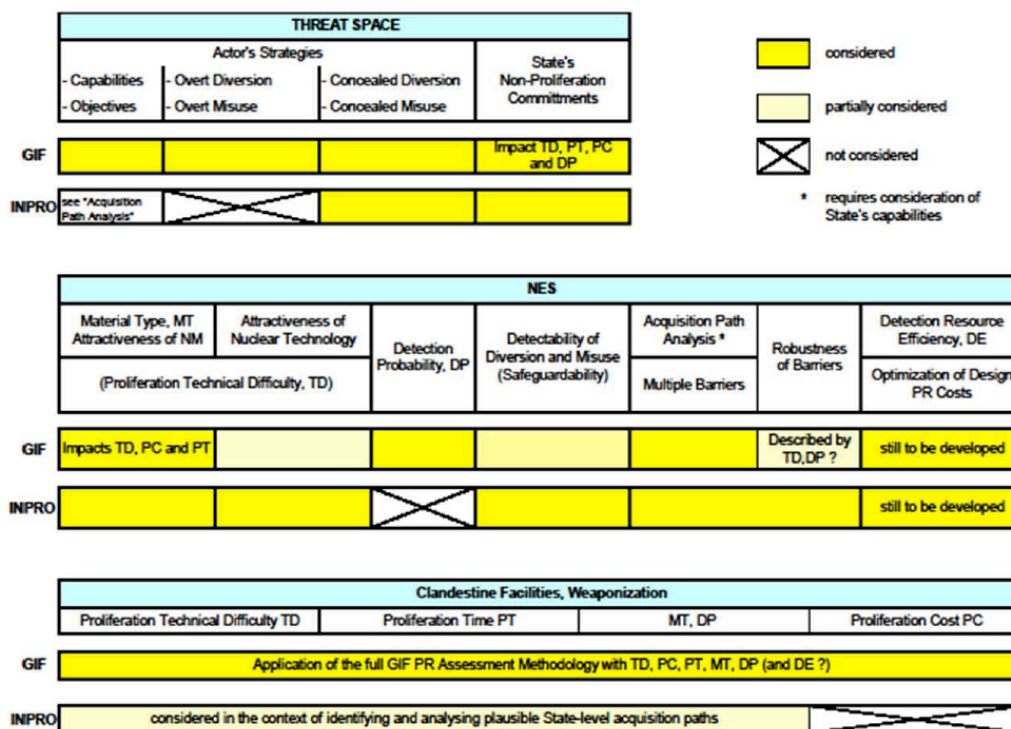 THREAT SPACE
Actor's Strategies
- Capabilities
- Objectives
- Overt Diversion
- Overt Misuse
- Concealed Diversion
- Concealed Misuse
State's
Non-Proliferation
Committments
considered
partially considered
not considered
* requires consideration of
State's capabilities
GIF
Impact TD, PT, PC
and DP
INPRO
see "Acquisition
Path Analysis"
NES
Material Type, MT
Attractiveness of NM
Attractiveness of
Nuclear Technology
(Proliferation Technical Difficulty, TD)
Detection
Probability, DP
Detectability of
Diversion and Misuse
(Safeguardability)
Acquisition Path
Analysis *
Multiple Barriers
Robustness
of Barriers
Detection Resource
Efficiency, DE
Optimization of Design
PR Costs
GIF
Impacts TD, PC and PT
Described by
TD,DP ?
still to be developed
INPRO
still to be developed
Clandestine Facilities, Weaponization
Proliferation Technical Difficulty TD
Proliferation Time PT
MT, DP
Proliferation Cost PC
GIF
Application of the full GIF PR Assessment Methodology with TD, PC, PT, MT, DP (and DE ?)
INPRO
considered in the context of identifying and analysing plausible State-level acquisition paths